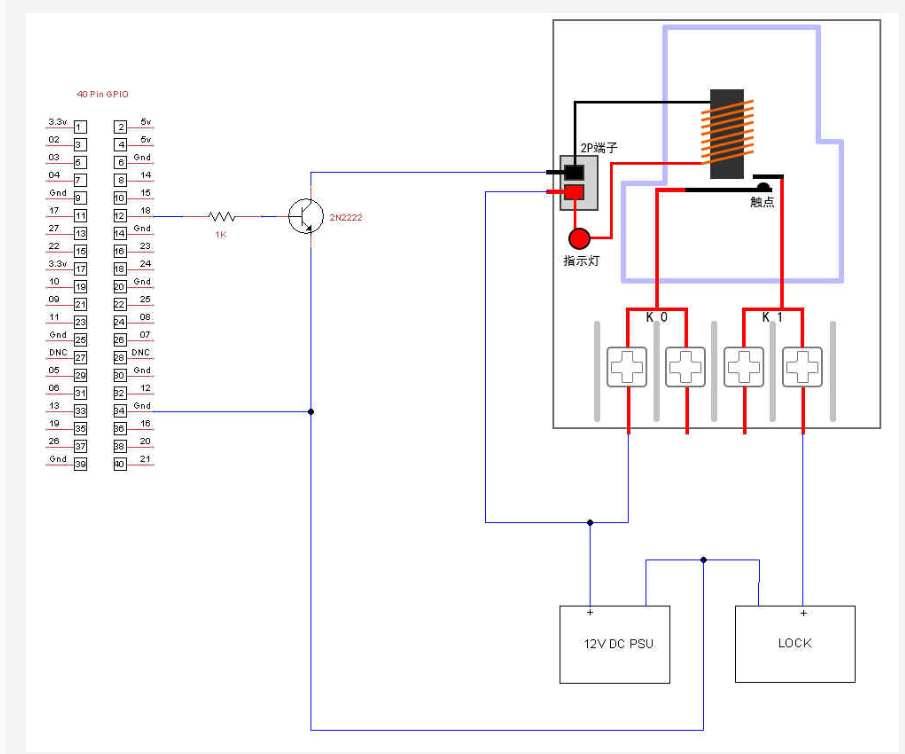 40 Pin GPIO
3.3v 1 2 5v
02 3 4 5v
03 5 6 Gnd
04 7 8 14
Gnd 9 10 15
17 11 12 18
27 13 14 Gnd
22 15 16 23
3.3v 17 18 24
10 19 20 Gnd
09 21 22 25
11 23 24 08
Gnd 25 26 07
DNC 27 28 DNC
05 29 30 Gnd
06 31 32 12
13 33 34 Gnd
19 35 36 16
26 37 38 20
Gnd 39 40 21
1K
2N2222
2P端子
触点
指示灯
K 0
K 1
+
12V DC PSU
+
LOCK